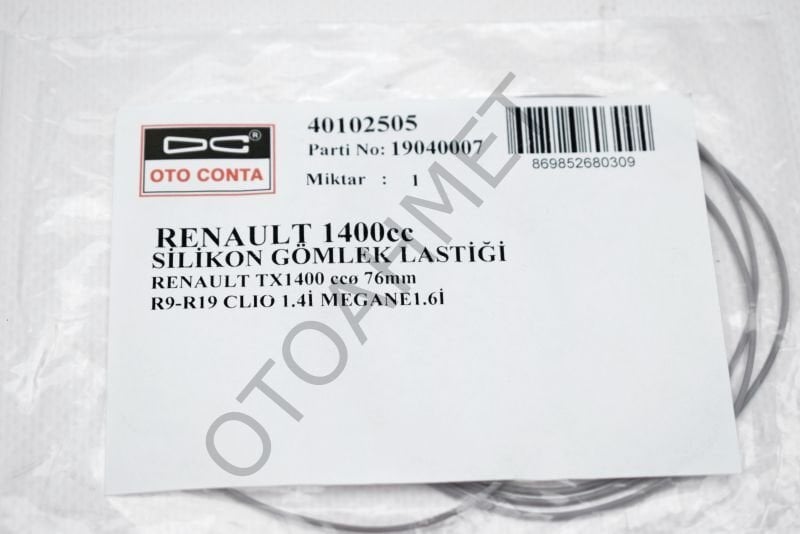 OTO CONTA
40102505
Parti No: 19040007
Miktar : 1
869852680309
RENAULT 1400cc
SİLİKON GÖMLEK LASTİĞİ
RENAULT TX1400 ccø 76mm
R9-R19 CLIO 1.4İ MEGANE1.6İ
OTOAHMET